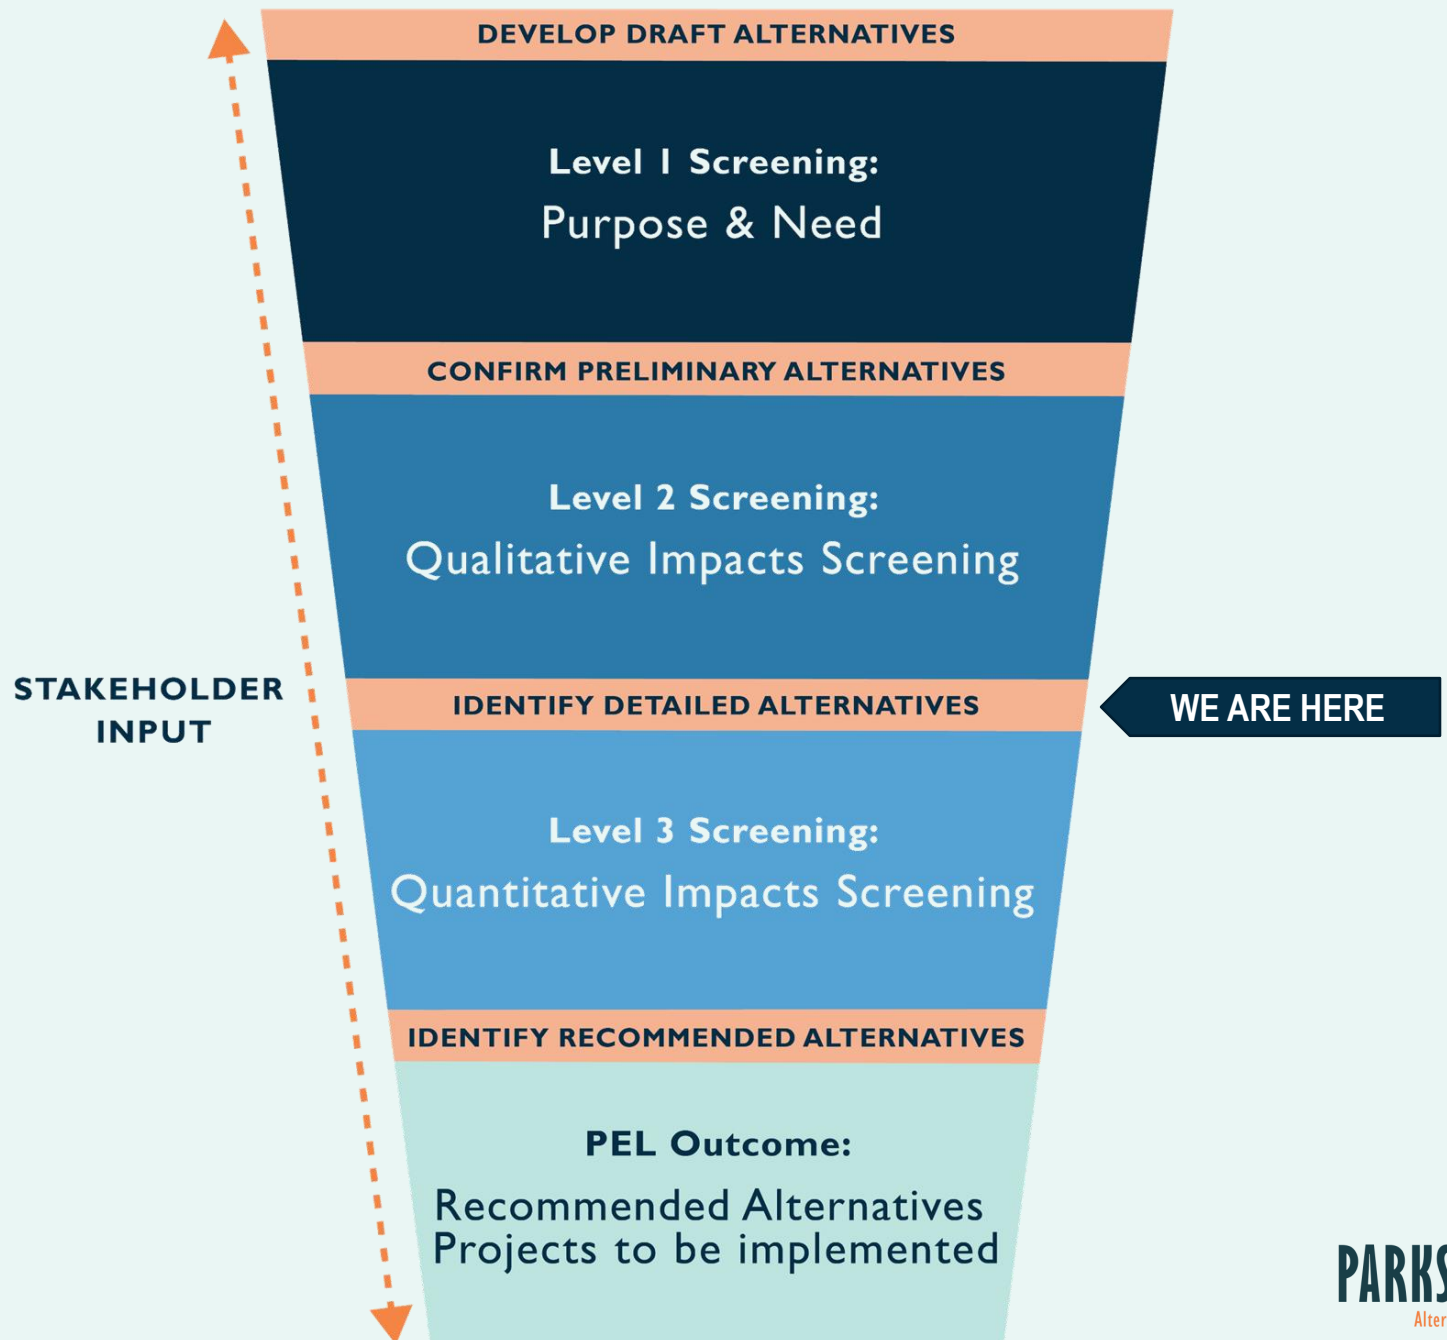 DEVELOP DRAFT ALTERNATIVES
Level 1 Screening:
Purpose & Need
CONFIRM PRELIMINARY ALTERNATIVES
Level 2 Screening:
Qualitative Impacts Screening
STAKEHOLDER
INPUT
IDENTIFY DETAILED ALTERNATIVES
WE ARE HERE
Level 3 Screening:
Quantitative Impacts Screening
IDENTIFY RECOMMENDED ALTERNATIVES
PEL Outcome:
Recommended Alternatives
Projects to be implemented
PARKS